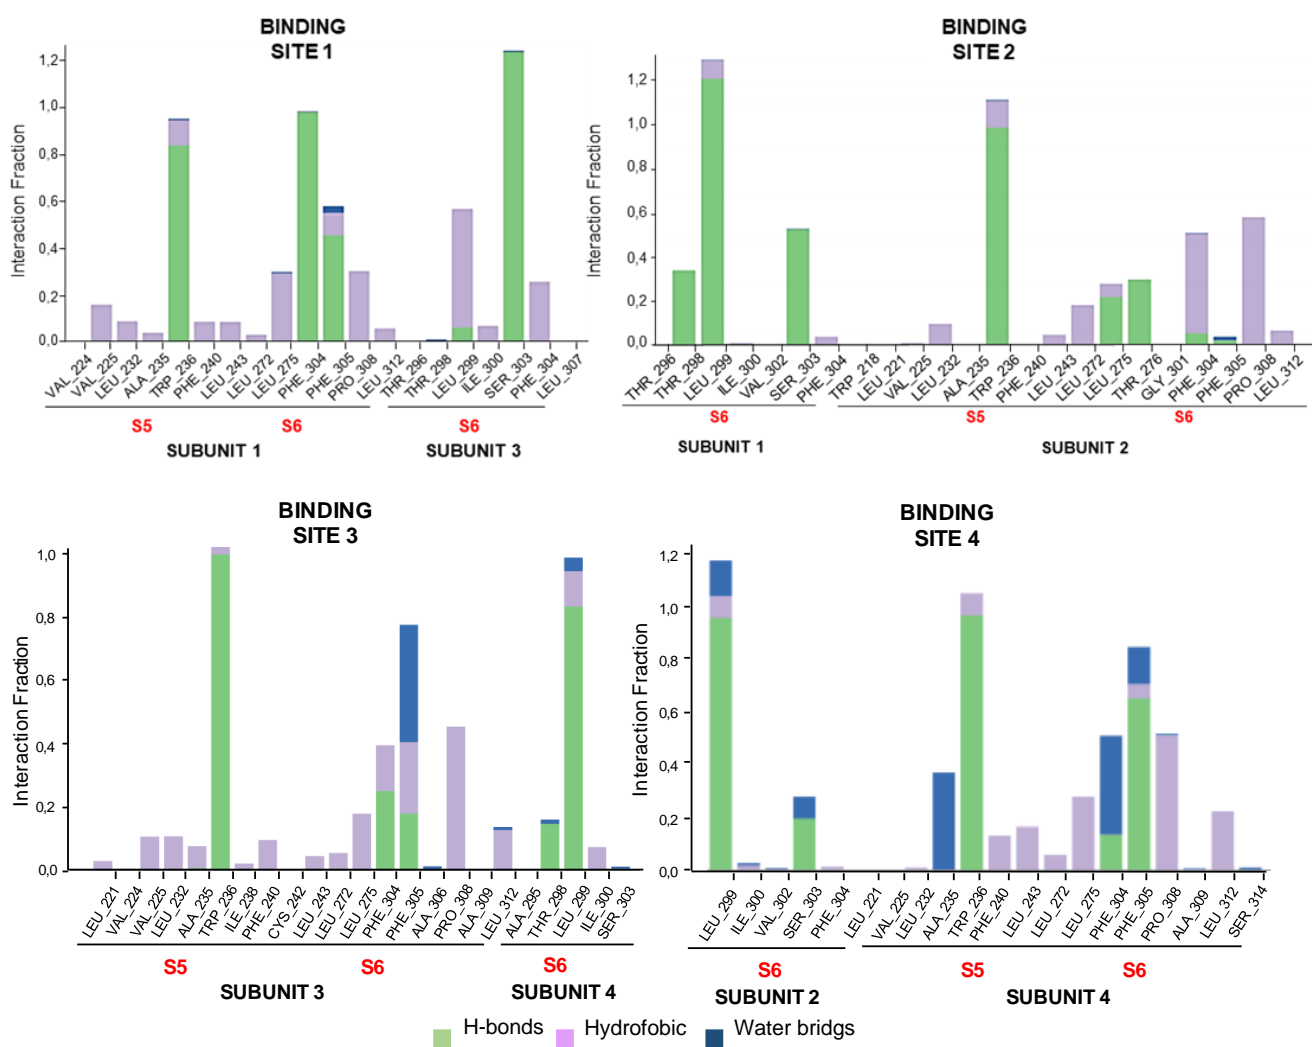 BINDING
SITE 1
Interaction Fraction
1,2
1,0
0,8
0,6
0,4
0,2
0,0
VAL_224
VAL_225
LEU_232
ALA_235
TRP_236
PHE_240
LEU_243
LEU_272
LEU_275
PHE_304
PHE_305
PRO_308
LEU_312
THR_296
THR_298
LEU_299
ILE_300
SER_303
PHE_304
LEU_307
S5
S6
S6
SUBUNIT 1
SUBUNIT 3
BINDING
SITE 2
Interaction Fraction
1,2
1,0
0,8
0,6
0,4
0,2
0,0
THR_296
THR_298
LEU_299
ILE_300
VAL_302
SER_303
PHE_304
TRP_218
LEU_221
VAL_225
LEU_232
ALA_235
TRP_236
PHE_240
LEU_243
LEU_272
LEU_275
THR_276
GLY_301
PHE_304
PHE_305
PRO_308
LEU_312
S6
S5
S6
SUBUNIT 1
SUBUNIT 2
BINDING
SITE 3
Interaction Fraction
1,0
0,8
0,6
0,4
0,2
0,0
LEU_221
VAL_224
VAL_225
LEU_232
ALA_235
TRP_236
ILE_238
PHE_240
CYS_242
LEU_243
LEU_272
LEU_275
PHE_304
PHE_305
ALA_306
PRO_308
ALA_309
LEU_312
ALA_295
THR_298
LEU_299
ILE_300
SER_303
S5
S6
S6
SUBUNIT 3
SUBUNIT 4
BINDING
SITE 4
Interaction Fraction
1,2
1,0
0,8
0,6
0,4
0,2
0,0
LEU_299
ILE_300
VAL_302
SER_303
PHE_304
LEU_221
VAL_225
LEU_232
ALA_235
TRP_236
PHE_240
LEU_243
LEU_272
LEU_275
PHE_304
PHE_305
PRO_308
ALA_309
LEU_312
SER_314
S6
S5
S6
SUBUNIT 2
SUBUNIT 4
H-bonds
Hydrofobic
Water bridgs